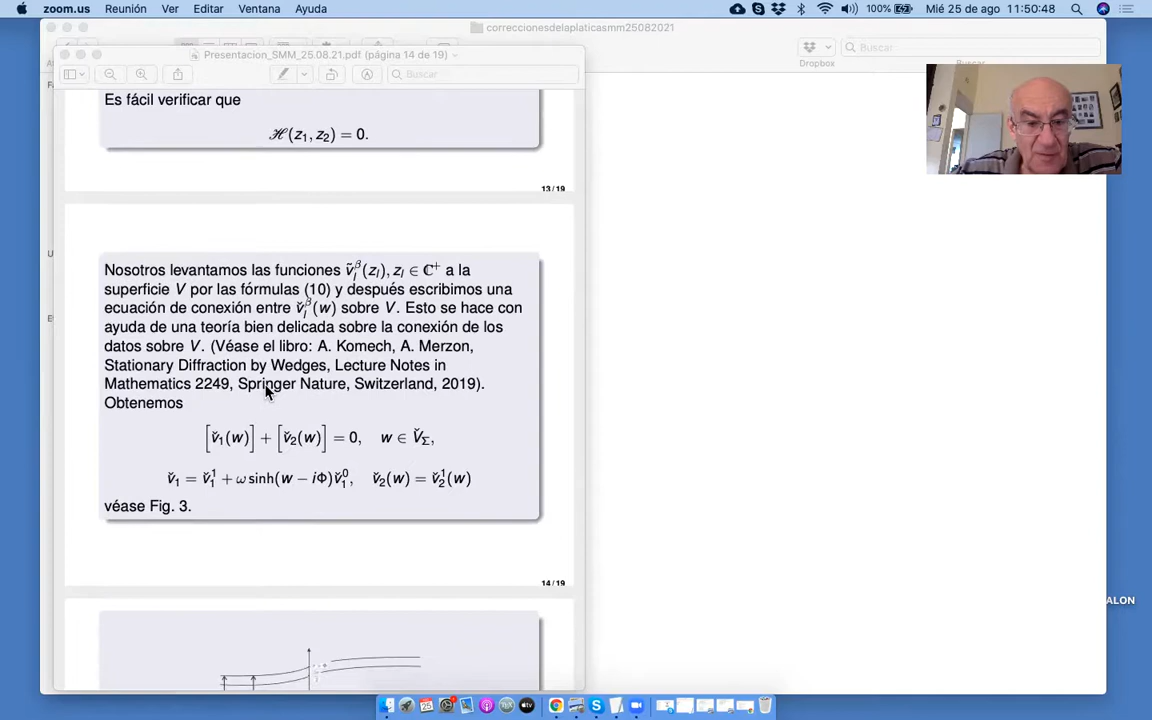 zoom.us Reunión Ver Editar Ventana Ayuda 100% Mié 25 de ago 11:50:48
correccionesdelaplaticasmm25082021
Presentacion_SMM_25.08.21.pdf (página 14 de 19)
Buscar
Dropbox
Buscar
Buscar
Es fácil verificar que
ℋ(z₁, z₂) = 0.
13/19
Nosotros levantamos las funciones ṽₗᵝ(zₗ), zₗ ∈ ℂ⁺ a la
superficie V por las fórmulas (10) y después escribimos una
ecuación de conexión entre v̌ₗᵝ(w) sobre V. Esto se hace con
ayuda de una teoría bien delicada sobre la conexión de los
datos sobre V. (Véase el libro: A. Komech, A. Merzon,
Stationary Diffraction by Wedges, Lecture Notes in
Mathematics 2249, Springer Nature, Switzerland, 2019).
Obtenemos
[v̌₁(w)] + [v̌₂(w)] = 0, w ∈ V̌_Σ,
v̌₁ = v̌₁¹ + ω sinh(w − iΦ)v̌₁⁰, v̌₂(w) = v̌₂¹(w)
véase Fig. 3.
14/19
ALON